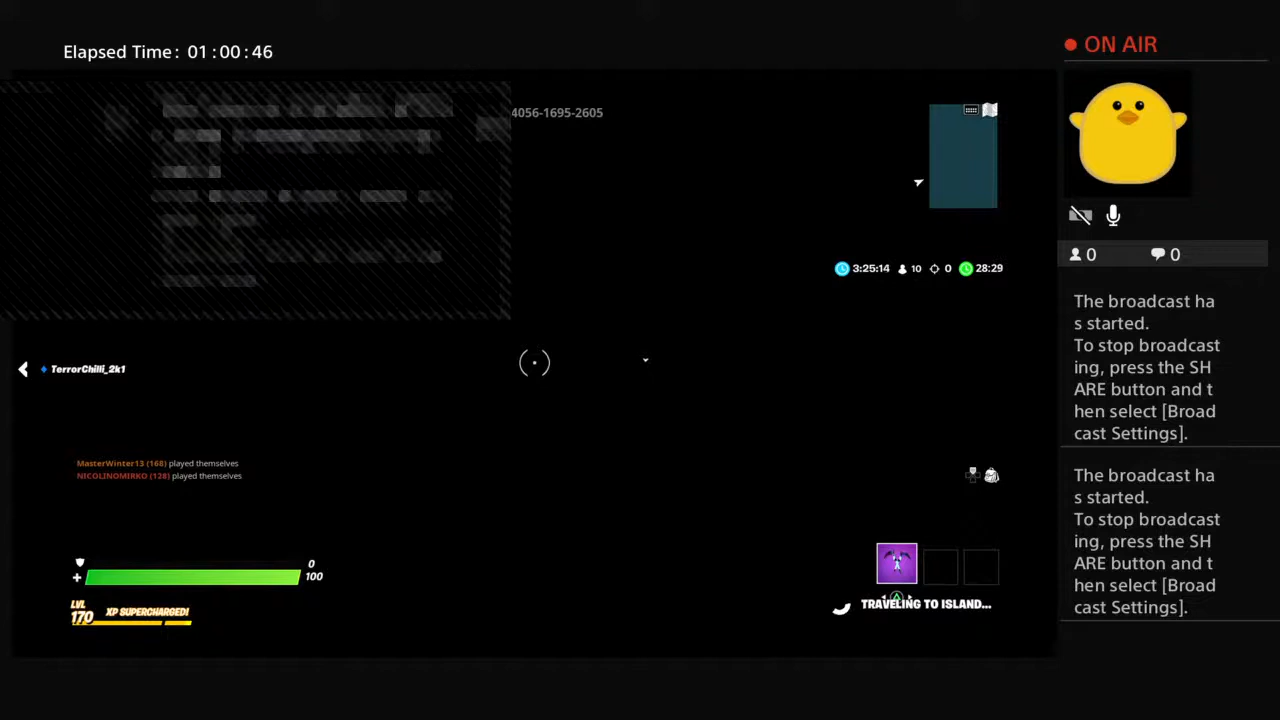 Elapsed Time: 01:00:46
ON AIR
4056-1695-2605
0
0
3:25:14 10 0 28:29
The broadcast ha
s started.
To stop broadcast
ing, press the SH
ARE button and t
hen select [Broad
cast Settings].
TerrorChilli_2k1
MasterWinter13 (168) played themselves
NICOLINOMIRKO (128) played themselves
The broadcast ha
s started.
To stop broadcast
ing, press the SH
ARE button and t
hen select [Broad
cast Settings].
0
100
LVL
170 XP SUPERCHARGED!
TRAVELING TO ISLAND...